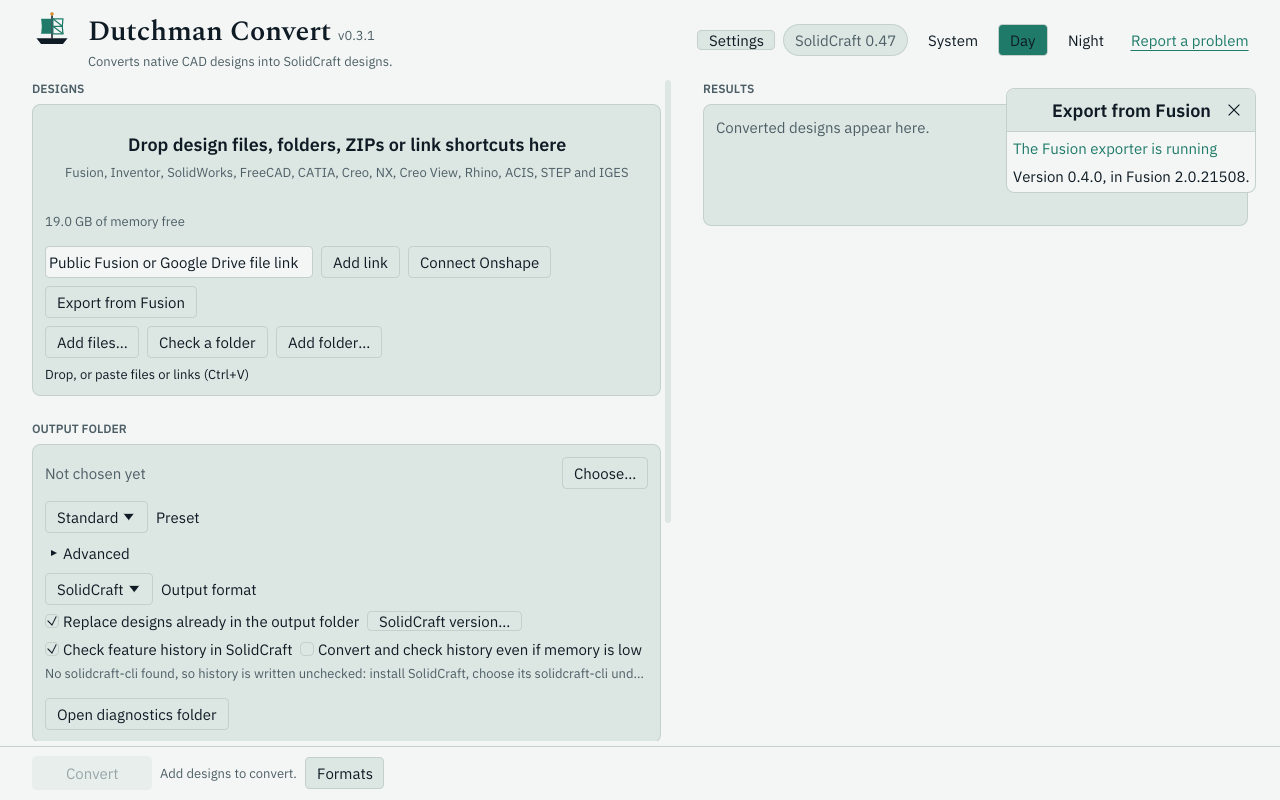 Dutchman Convert v0.3.1
Converts native CAD designs into SolidCraft designs.
Settings
SolidCraft 0.47
System
Day
Night
Report a problem
DESIGNS
Drop design files, folders, ZIPs or link shortcuts here
Fusion, Inventor, SolidWorks, FreeCAD, CATIA, Creo, NX, Creo View, Rhino, ACIS, STEP and IGES
19.0 GB of memory free
Public Fusion or Google Drive file link
Add link
Connect Onshape
Export from Fusion
Add files...
Check a folder
Add folder...
Drop, or paste files or links (Ctrl+V)
OUTPUT FOLDER
Not chosen yet
Choose...
Standard
Preset
Advanced
SolidCraft
Output format
Replace designs already in the output folder
SolidCraft version...
Check feature history in SolidCraft
Convert and check history even if memory is low
No solidcraft-cli found, so history is written unchecked: install SolidCraft, choose its solidcraft-cli und...
Open diagnostics folder
RESULTS
Converted designs appear here.
Export from Fusion
The Fusion exporter is running
Version 0.4.0, in Fusion 2.0.21508.
Convert
Add designs to convert.
Formats